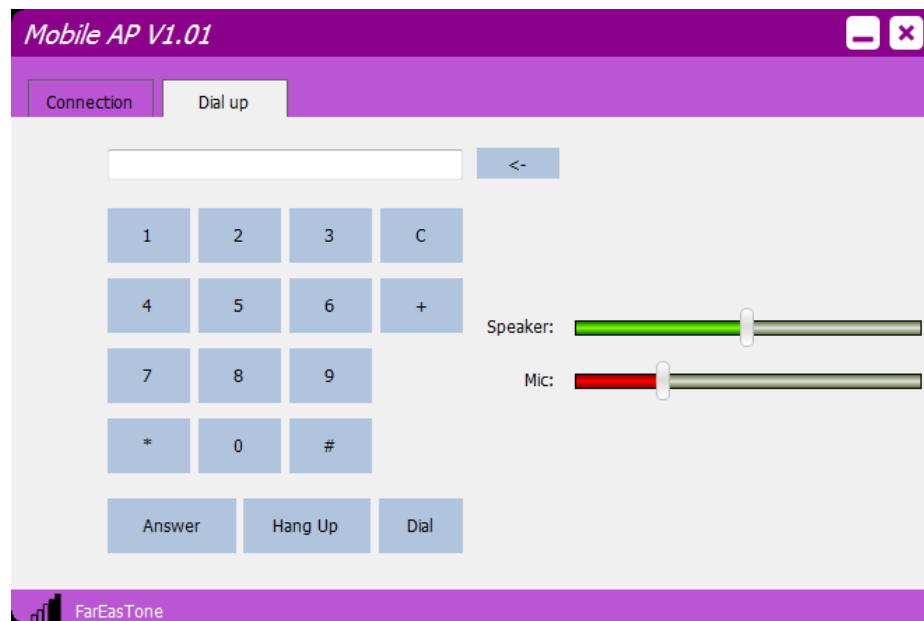 Mobile AP V1.01
Connection Dial up
<-
1 2 3 C
4 5 6 +
Speaker:
7 8 9
Mic:
* 0 #
Answer Hang Up Dial
FarEasTone